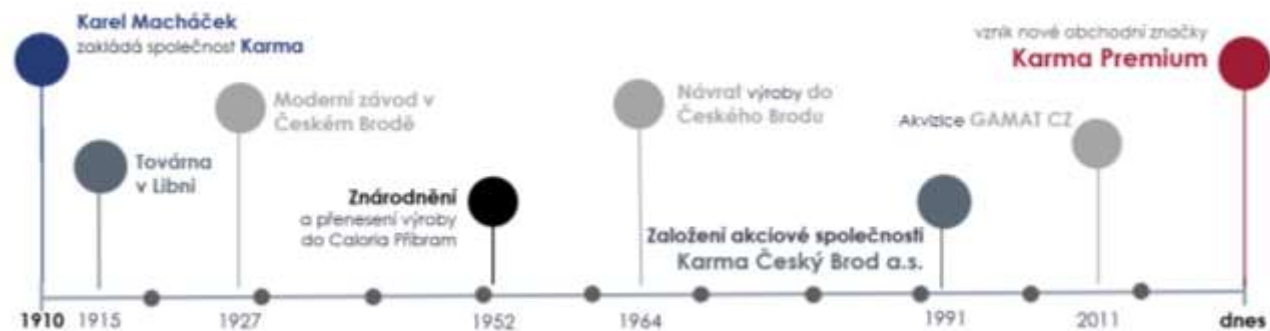 Karel Macháček
zakládá společnost Karma
Továrna
v Libni
Moderní závod v
Českém Brodě
Znárodnění
a přenesení výroby
do Caloria Příbram
Návrat výroby do
Českého Brodu
Založení akciové společnosti
Karma Český Brod a.s.
Akvizice GAMAT CZ
vznik nové obchodní značky
Karma Premium
1910 1915 1927 1952 1964 1991 2011 dnes